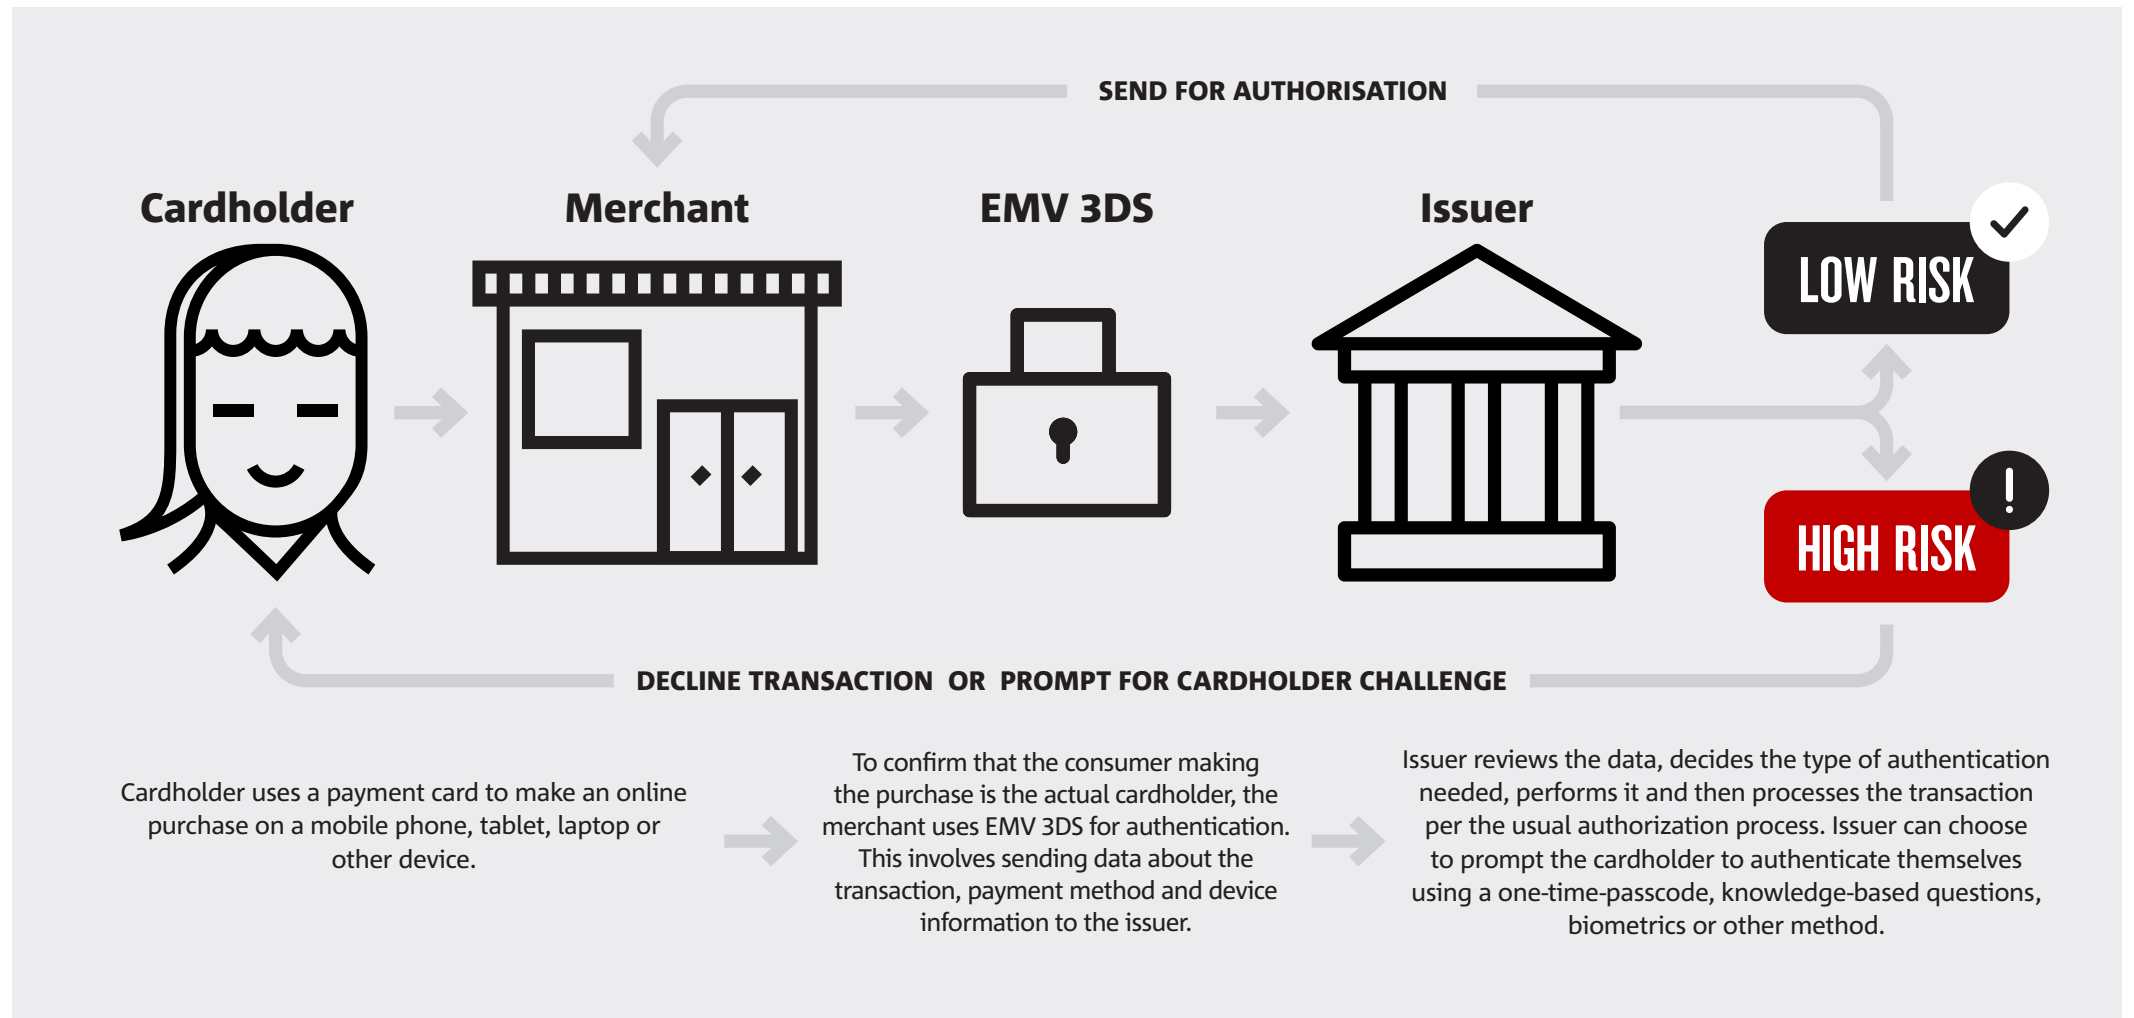 SEND FOR AUTHORISATION
Cardholder
Merchant
EMV 3DS
Issuer
LOW RISK
HIGH RISK
DECLINE TRANSACTION OR PROMPT FOR CARDHOLDER CHALLENGE
Cardholder uses a payment card to make an online
purchase on a mobile phone, tablet, laptop or
other device.
To confirm that the consumer making
the purchase is the actual cardholder, the
merchant uses EMV 3DS for authentication.
This involves sending data about the
transaction, payment method and device
information to the issuer.
Issuer reviews the data, decides the type of authentication
needed, performs it and then processes the transaction
per the usual authorization process. Issuer can choose
to prompt the cardholder to authenticate themselves
using a one-time-passcode, knowledge-based questions,
biometrics or other method.